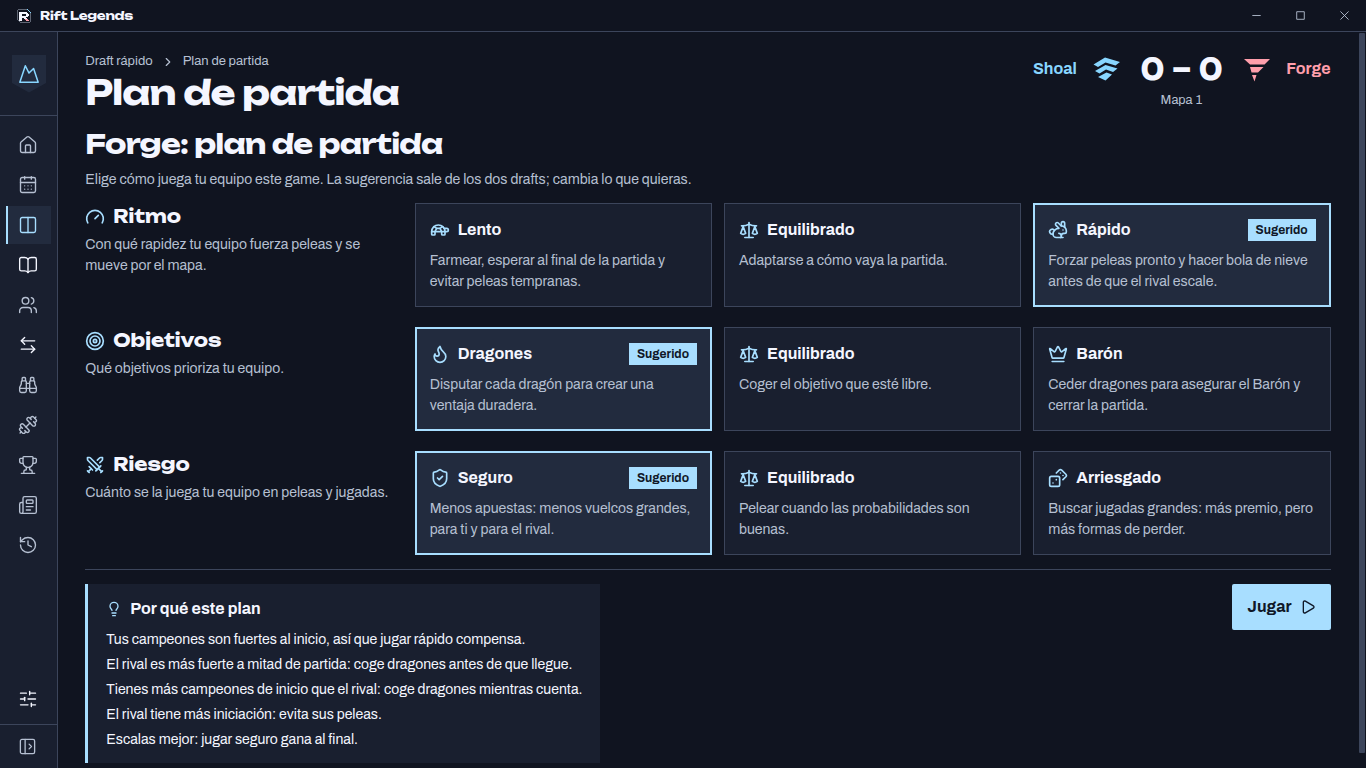 Rift Legends
Draft rápido > Plan de partida
Plan de partida
Shoal 0 – 0 Forge
Mapa 1
Forge: plan de partida
Elige cómo juega tu equipo este game. La sugerencia sale de los dos drafts; cambia lo que quieras.
Ritmo
Con qué rapidez tu equipo fuerza peleas y se
mueve por el mapa.
Lento
Farmear, esperar al final de la partida y
evitar peleas tempranas.
Equilibrado
Adaptarse a cómo vaya la partida.
Rápido Sugerido
Forzar peleas pronto y hacer bola de nieve
antes de que el rival escale.
Objetivos
Qué objetivos prioriza tu equipo.
Dragones Sugerido
Disputar cada dragón para crear una
ventaja duradera.
Equilibrado
Coger el objetivo que esté libre.
Barón
Ceder dragones para asegurar el Barón y
cerrar la partida.
Riesgo
Cuánto se la juega tu equipo en peleas y jugadas.
Seguro Sugerido
Menos apuestas: menos vuelcos grandes,
para ti y para el rival.
Equilibrado
Pelear cuando las probabilidades son
buenas.
Arriesgado
Buscar jugadas grandes: más premio, pero
más formas de perder.
Por qué este plan
Tus campeones son fuertes al inicio, así que jugar rápido compensa.
El rival es más fuerte a mitad de partida: coge dragones antes de que llegue.
Tienes más campeones de inicio que el rival: coge dragones mientras cuenta.
El rival tiene más iniciación: evita sus peleas.
Escalas mejor: jugar seguro gana al final.
Jugar